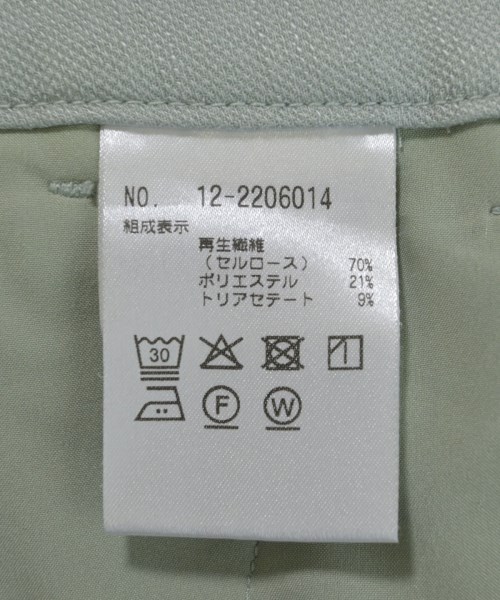 NO. 12-2206014
組成表示
再生繊維
(セルロース) 70%
ポリエステル 21%
トリアセテート 9%
30
F W